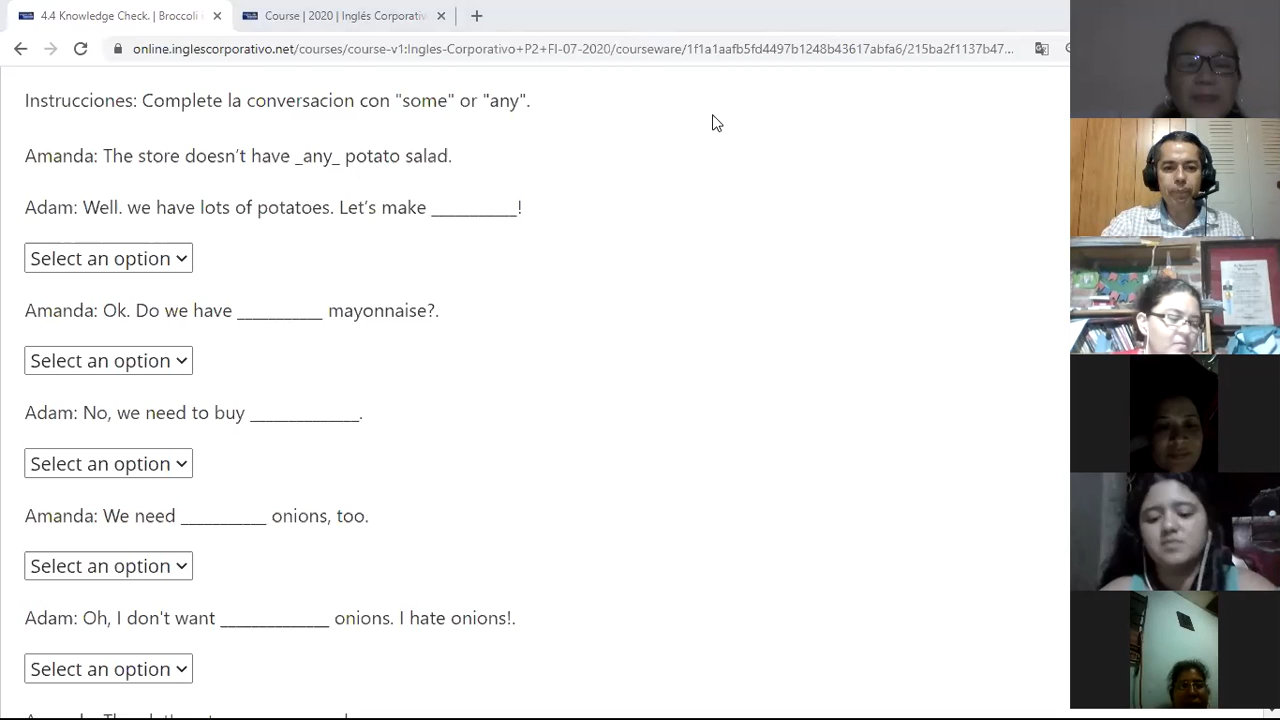 4.4 Knowledge Check. | Broccoli i
Course | 2020 | Inglés Corporativ
online.inglescorporativo.net/courses/course-v1:Ingles-Corporativo+P2+FI-07-2020/courseware/1f1a1aafb5fd4497b1248b43617abfa6/215ba2f1137b47...
Instrucciones: Complete la conversacion con "some" or "any".
Amanda: The store doesn’t have _any_ potato salad.
Adam: Well. we have lots of potatoes. Let’s make _________!
Select an option
Amanda: Ok. Do we have _________ mayonnaise?.
Select an option
Adam: No, we need to buy ___________.
Select an option
Amanda: We need _________ onions, too.
Select an option
Adam: Oh, I don't want ___________ onions. I hate onions!.
Select an option